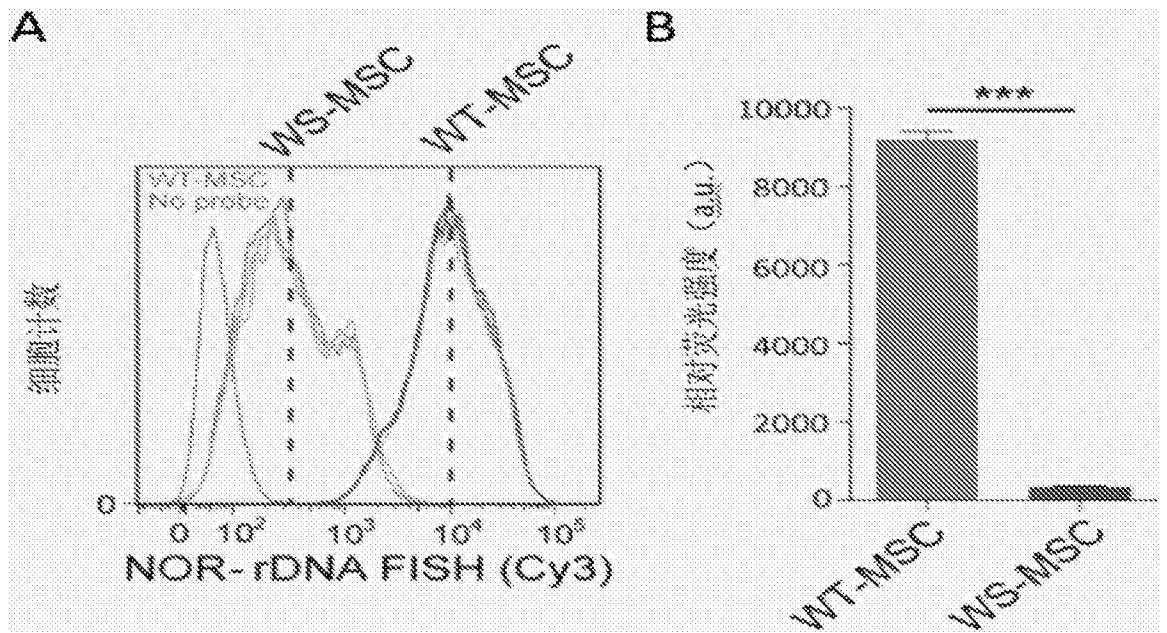 A
WS-MSC
WT-MSC
WT-MSC
No probe
细胞计数
0
0 10² 10³ 10⁴ 10⁵
NOR-rDNA FISH (Cy3)
B
***
10000
8000
6000
4000
2000
0
相对荧光强度 (a.u.)
WT-MSC
WS-MSC